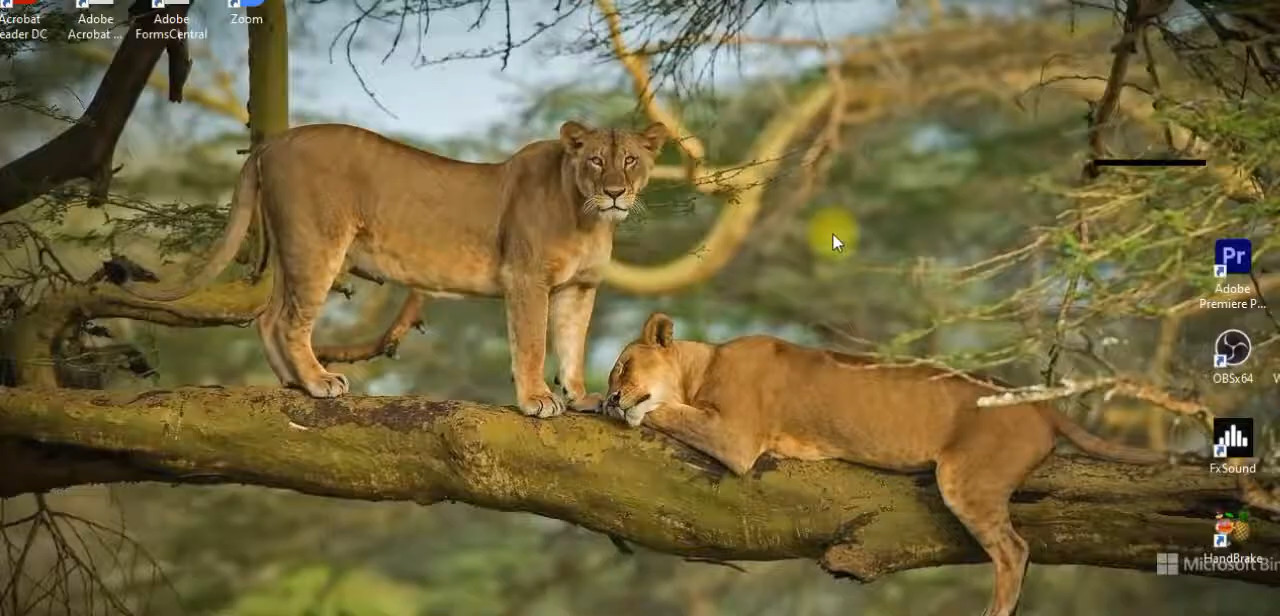 Acrobat
eader DC
Adobe
Acrobat ...
Adobe
FormsCentral
Zoom
Pr
Adobe
Premiere P...
OBSx64
W
FxSound
HandBrake
Microsoft Bin